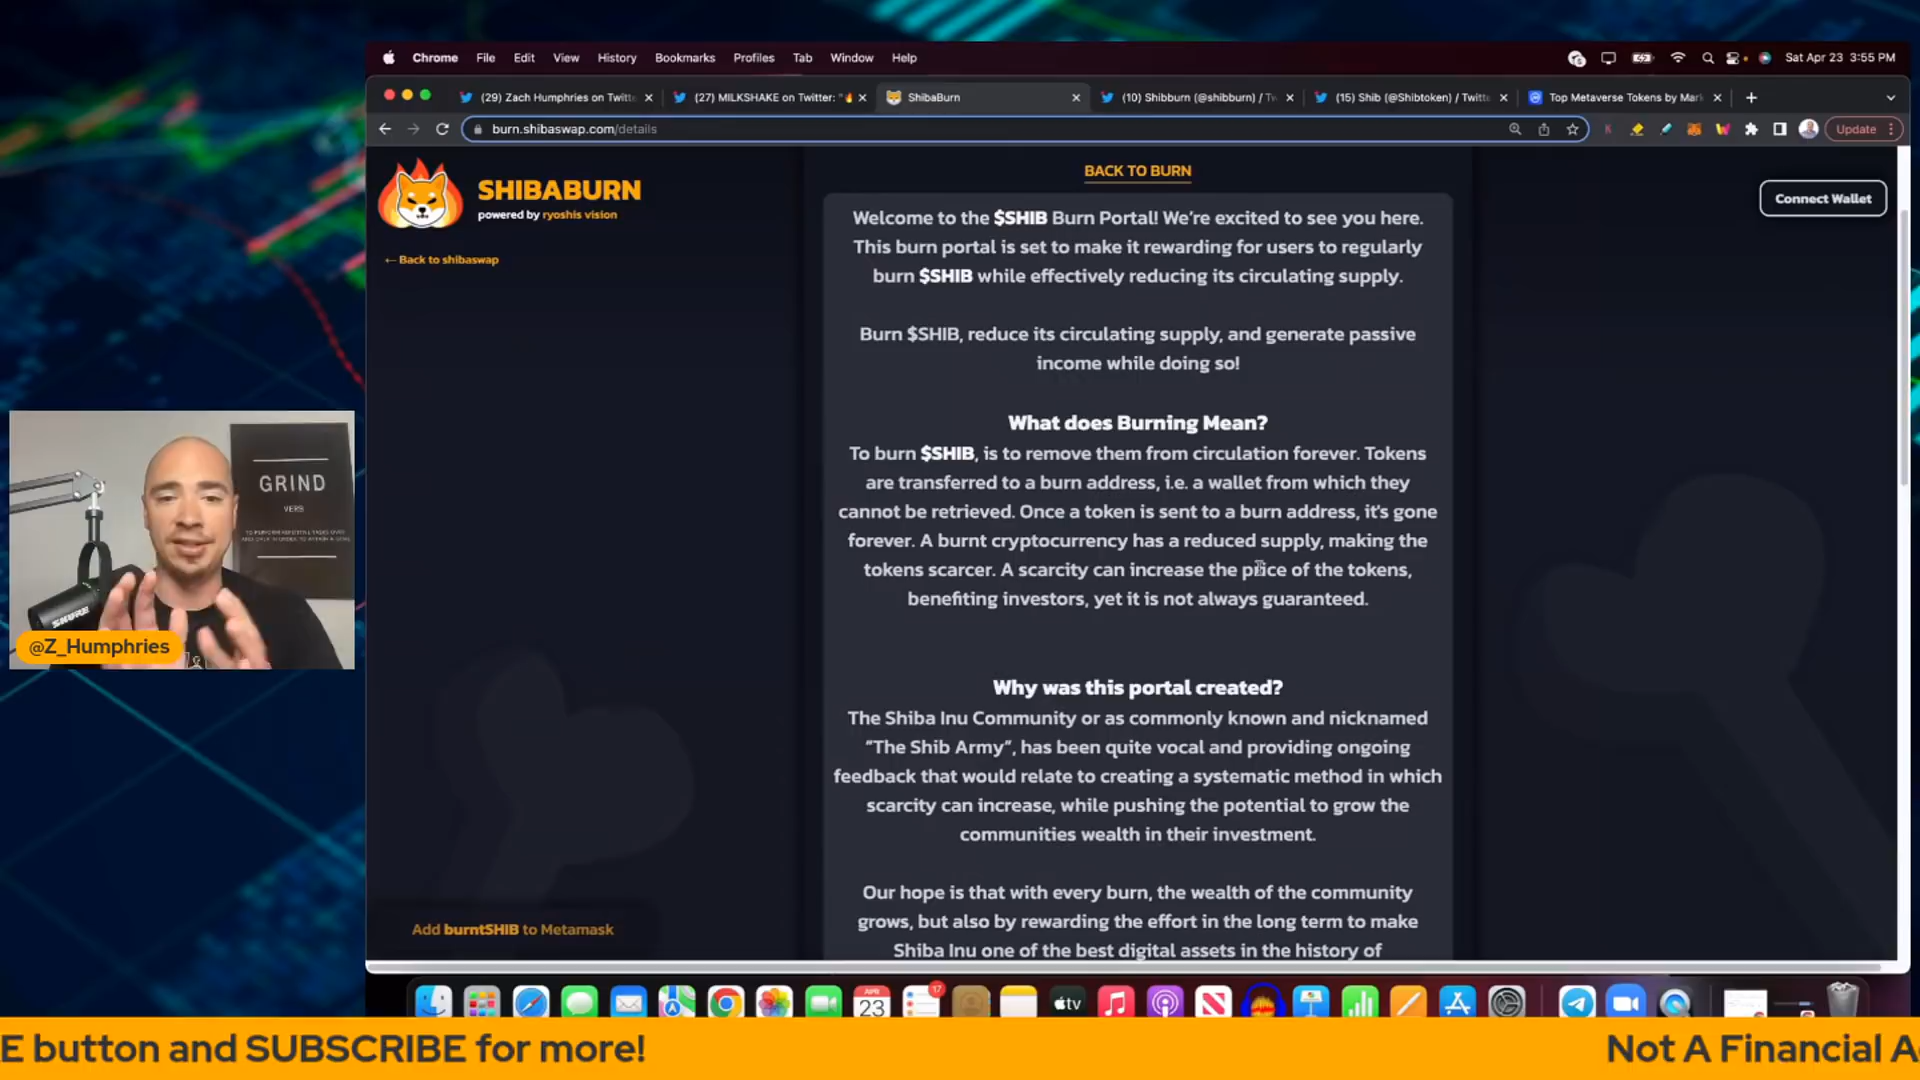 Chrome File Edit View History Bookmarks Profiles Tab Window Help
Sat Apr 23 3:55 PM
(29) Zach Humphries on Twitt
(27) MILKSHAKE on Twitter: "🔥
ShibaBurn
(10) Shibburn (@shibburn) / Tw
(15) Shib (@Shibtoken) / Twitt
Top Metaverse Tokens by Mar
burn.shibaswap.com/details
Update
BACK TO BURN
SHIBABURN
powered by ryoshis vision
Connect Wallet
←Back to shibaswap
Welcome to the $SHIB Burn Portal! We're excited to see you here.
This burn portal is set to make it rewarding for users to regularly
burn $SHIB while effectively reducing its circulating supply.
Burn $SHIB, reduce its circulating supply, and generate passive
income while doing so!
What does Burning Mean?
To burn $SHIB, is to remove them from circulation forever. Tokens
are transferred to a burn address, i.e. a wallet from which they
cannot be retrieved. Once a token is sent to a burn address, it's gone
forever. A burnt cryptocurrency has a reduced supply, making the
tokens scarcer. A scarcity can increase the price of the tokens,
benefiting investors, yet it is not always guaranteed.
Why was this portal created?
The Shiba Inu Community or as commonly known and nicknamed
"The Shib Army", has been quite vocal and providing ongoing
feedback that would relate to creating a systematic method in which
scarcity can increase, while pushing the potential to grow the
communities wealth in their investment.
Our hope is that with every burn, the wealth of the community
grows, but also by rewarding the effort in the long term to make
Shiba Inu one of the best digital assets in the history of
Add burntSHIB to Metamask
GRIND
VERB
SHURE
@Z_Humphries
17
APR
23
tv
E button and SUBSCRIBE for more!
Not A Financial A